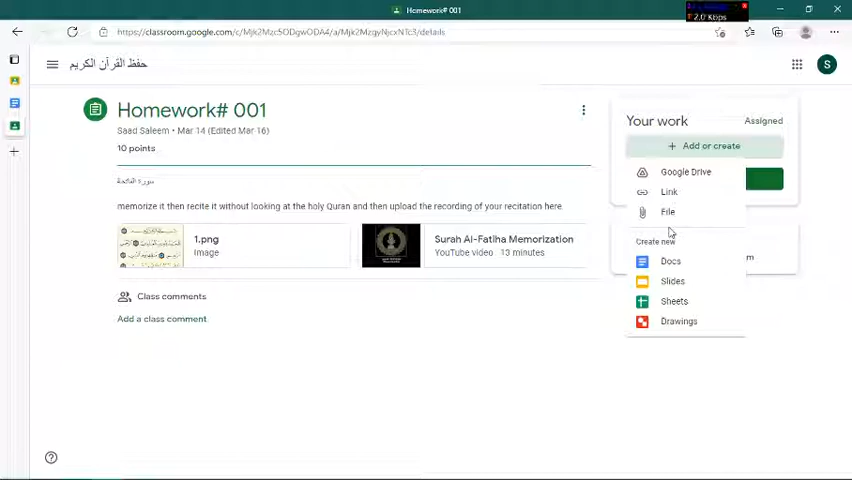 Homework# 001
2.0 Kbps
https://classroom.google.com/c/Mjk2Mzc5ODgwODA4/a/Mjk2MzgyNjcxNTc3/details
حفظ القرآن الكريم
S
Homework# 001
Saad Saleem • Mar 14 (Edited Mar 16)
10 points
سورة الفاتحة
memorize it then recite it without looking at the holy Quran and then upload the recording of your recitation here
1.png
Image
Surah Al-Fatiha Memorization
YouTube video 13 minutes
Class comments
Add a class comment
Your work
Assigned
+ Add or create
Google Drive
Link
File
Create new
Docs
Slides
Sheets
Drawings